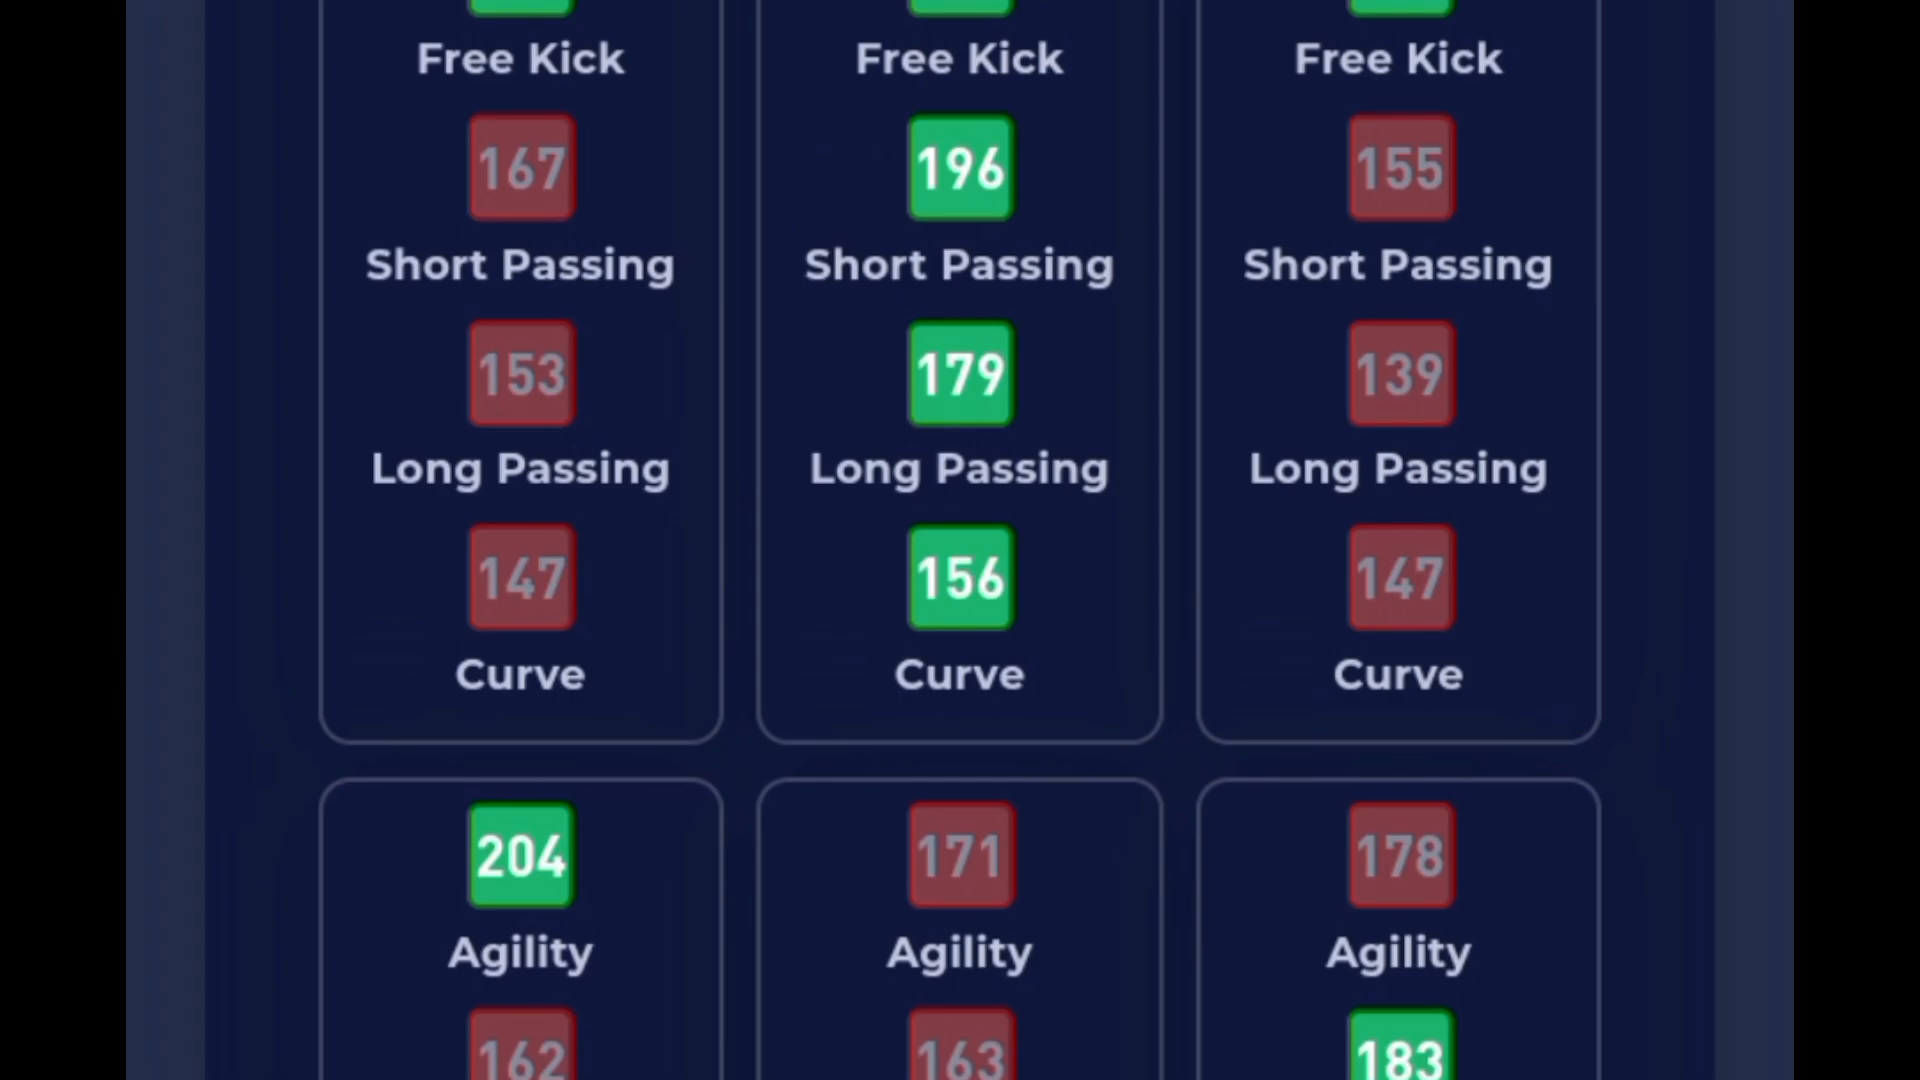 Free Kick Free Kick Free Kick
167 196 155
Short Passing Short Passing Short Passing
153 179 139
Long Passing Long Passing Long Passing
147 156 147
Curve Curve Curve
204 171 178
Agility Agility Agility
162 163 183